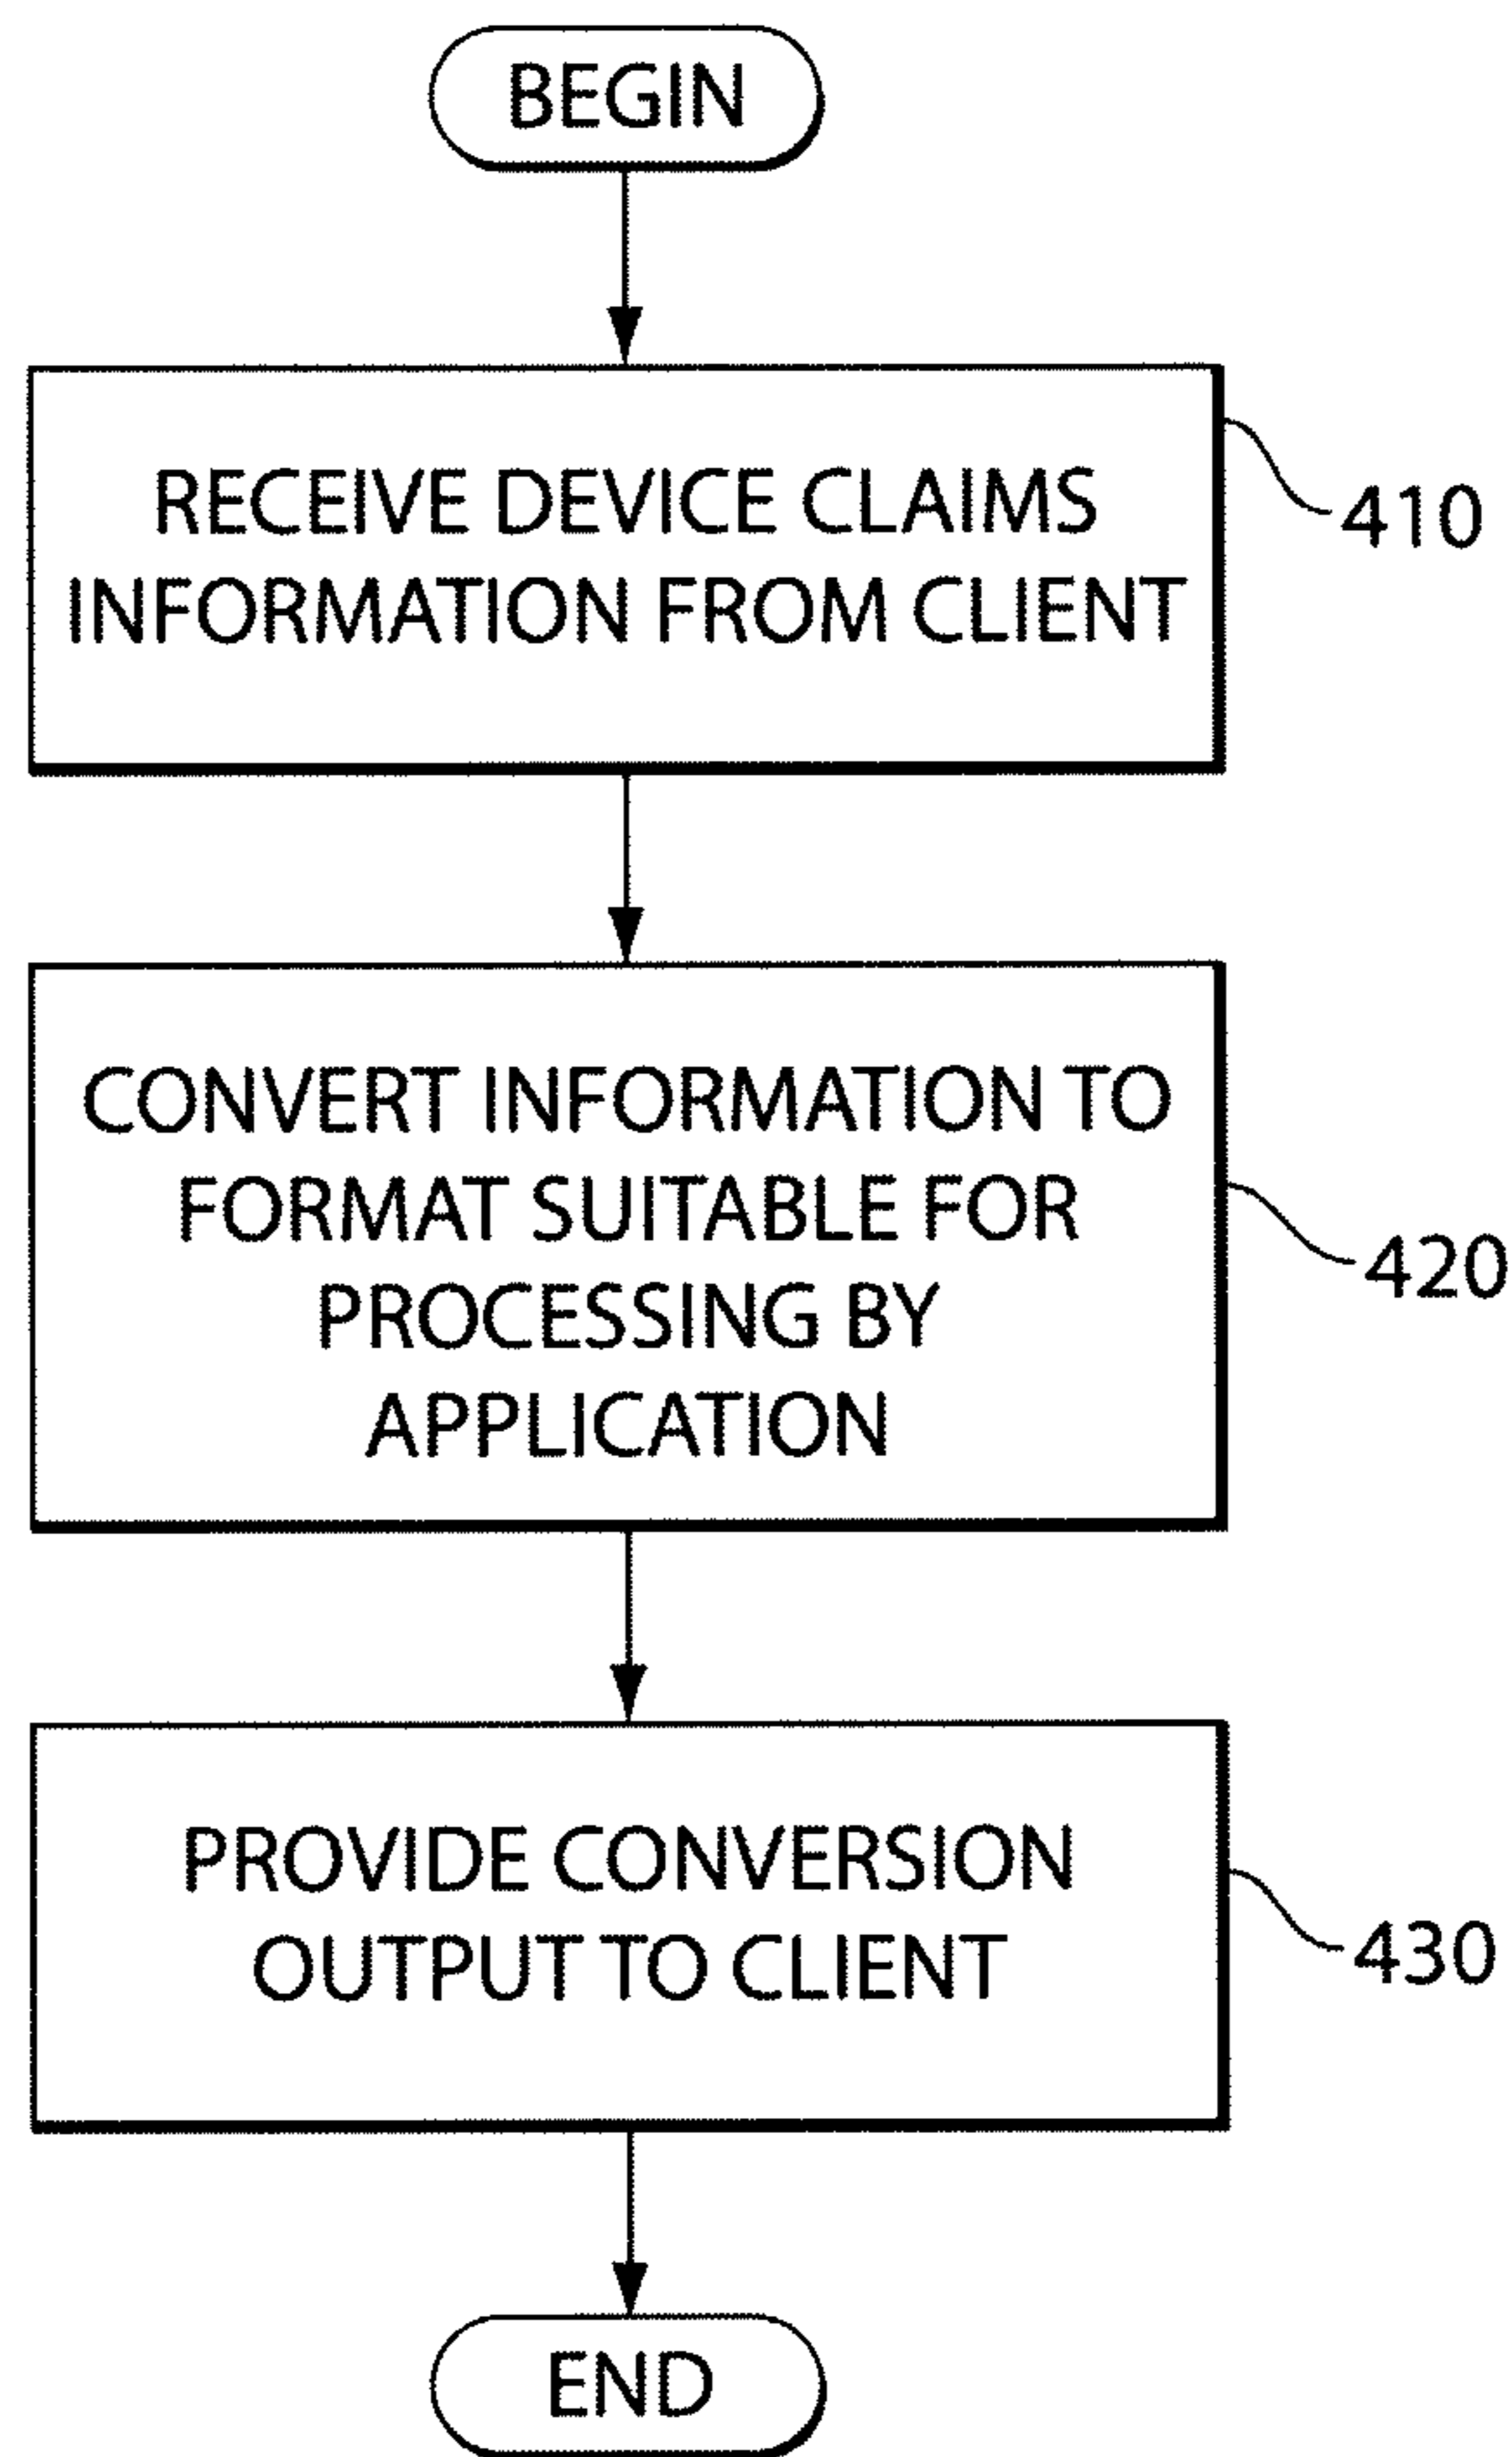 BEGIN
RECEIVE DEVICE CLAIMS
INFORMATION FROM CLIENT
410
CONVERT INFORMATION TO
FORMAT SUITABLE FOR
PROCESSING BY
APPLICATION
420
PROVIDE CONVERSION
OUTPUT TO CLIENT
430
END